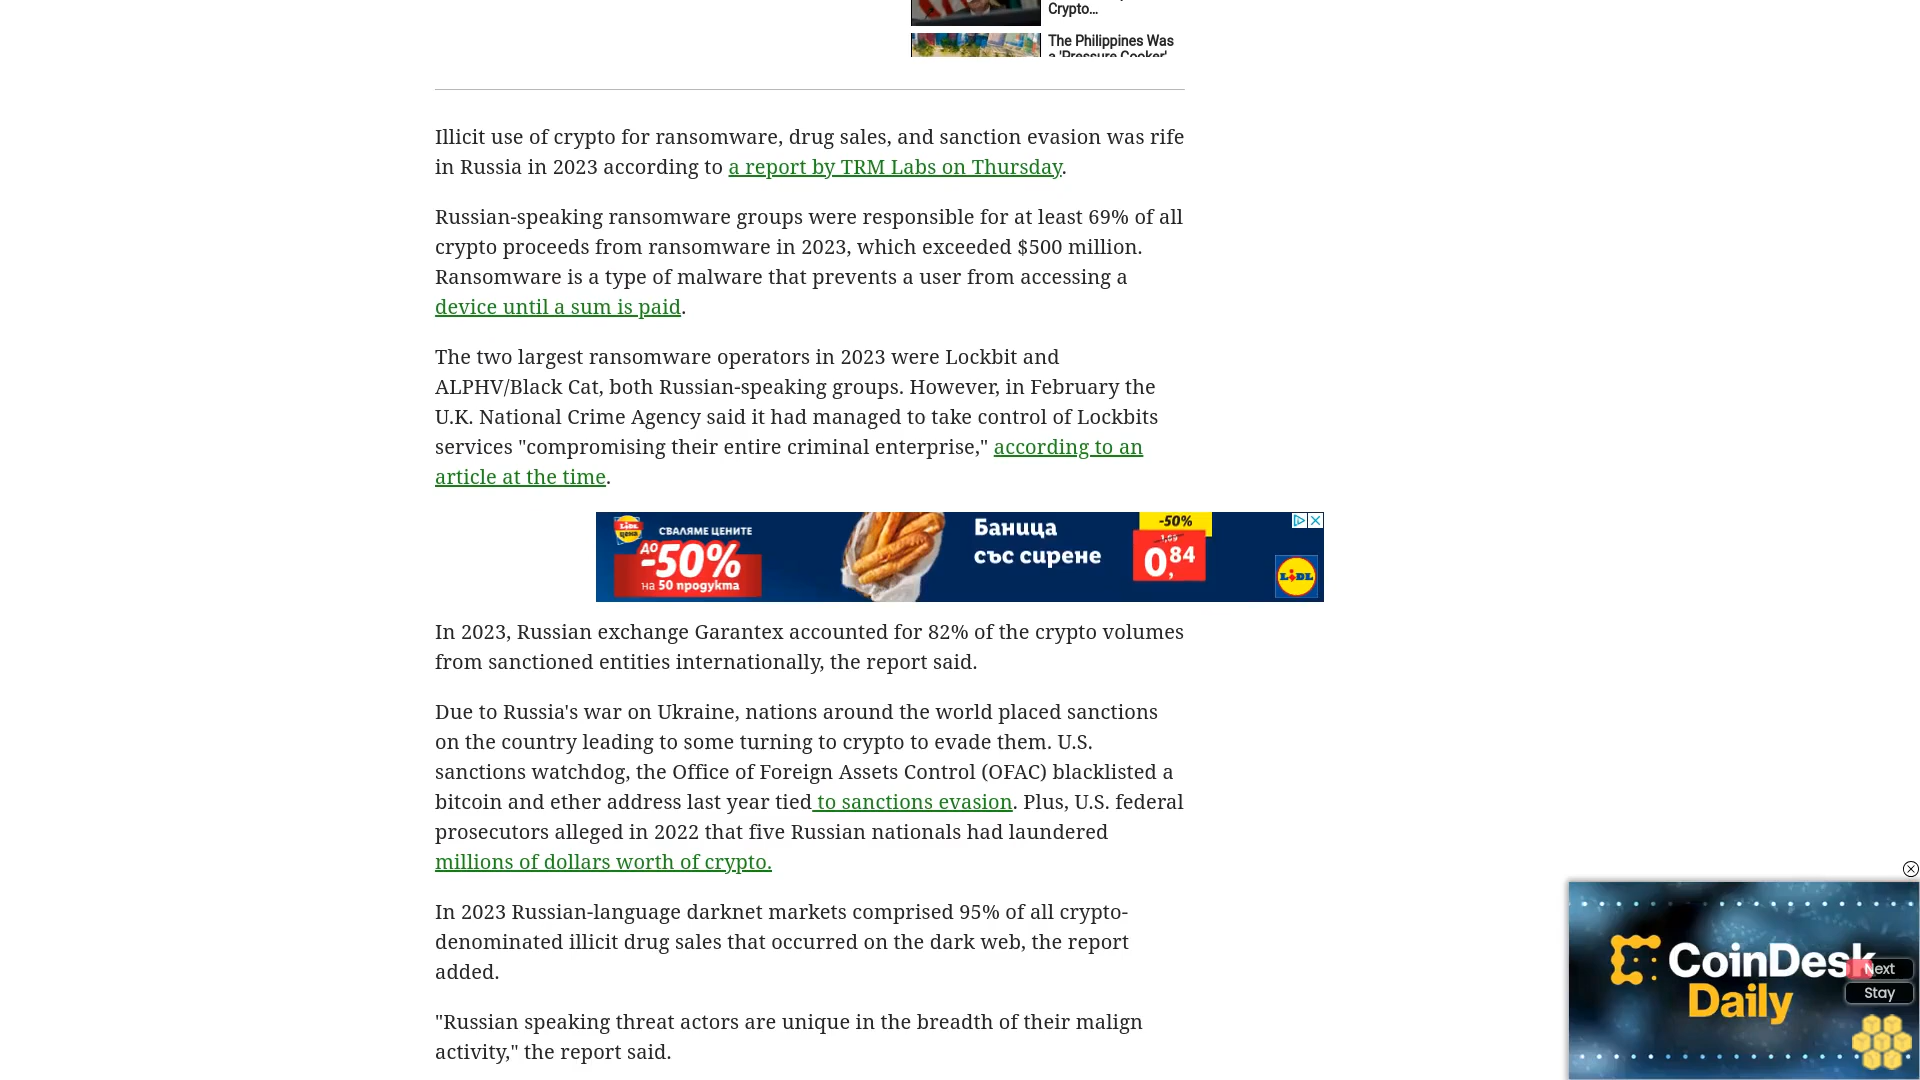 Crypto...
The Philippines Was
a 'Pressure Cooker'
Illicit use of crypto for ransomware, drug sales, and sanction evasion was rife
in Russia in 2023 according to a report by TRM Labs on Thursday.
Russian-speaking ransomware groups were responsible for at least 69% of all
crypto proceeds from ransomware in 2023, which exceeded $500 million.
Ransomware is a type of malware that prevents a user from accessing a
device until a sum is paid.
The two largest ransomware operators in 2023 were Lockbit and
ALPHV/Black Cat, both Russian-speaking groups. However, in February the
U.K. National Crime Agency said it had managed to take control of Lockbits
services "compromising their entire criminal enterprise," according to an
article at the time.
LIDL
цена
СВАЛЯМЕ ЦЕНИТЕ
ДО
-50%
на 50 продукта
Баница
със сирене
-50%
1,69
0,84
LIDL
In 2023, Russian exchange Garantex accounted for 82% of the crypto volumes
from sanctioned entities internationally, the report said.
Due to Russia's war on Ukraine, nations around the world placed sanctions
on the country leading to some turning to crypto to evade them. U.S.
sanctions watchdog, the Office of Foreign Assets Control (OFAC) blacklisted a
bitcoin and ether address last year tied to sanctions evasion. Plus, U.S. federal
prosecutors alleged in 2022 that five Russian nationals had laundered
millions of dollars worth of crypto.
In 2023 Russian-language darknet markets comprised 95% of all crypto-
denominated illicit drug sales that occurred on the dark web, the report
added.
"Russian speaking threat actors are unique in the breadth of their malign
activity," the report said.
CoinDesk
Daily
Next
Stay